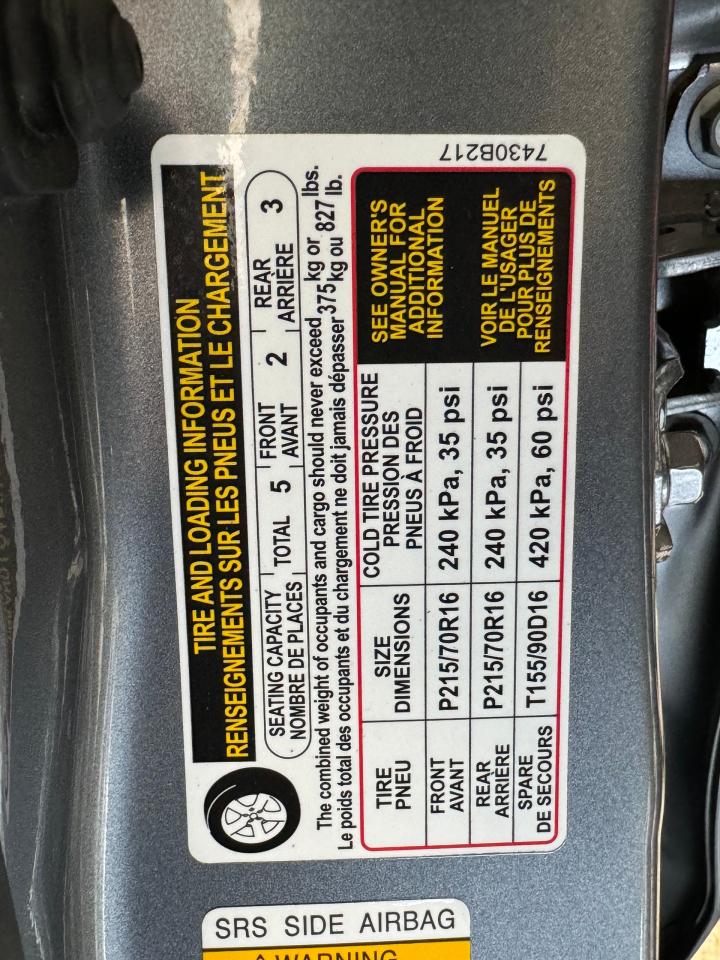 TIRE AND LOADING INFORMATION
RENSEIGNEMENTS SUR LES PNEUS ET LE CHARGEMENT
SEATING CAPACITY
NOMBRE DE PLACES
TOTAL 5
FRONT
AVANT
2
REAR
ARRIÈRE
3
The combined weight of occupants and cargo should never exceed 375 kg or 827 lbs.
Le poids total des occupants et du chargement ne doit jamais dépasser 375 kg ou 827 lb.
TIRE
PNEU
SIZE
DIMENSIONS
COLD TIRE PRESSURE
PRESSION DES
PNEUS À FROID
FRONT
AVANT
P215/70R16
240 kPa, 35 psi
REAR
ARRIÈRE
P215/70R16
240 kPa, 35 psi
SPARE
DE SECOURS
T155/90D16
420 kPa, 60 psi
SEE OWNER'S
MANUAL FOR
ADDITIONAL
INFORMATION
VOIR LE MANUEL
DE L'USAGER
POUR PLUS DE
RENSEIGNEMENTS
7430B217
SRS SIDE AIRBAG
WARNING